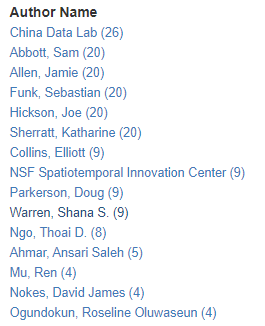 Author Name
China Data Lab (26)
Abbott, Sam (20)
Allen, Jamie (20)
Funk, Sebastian (20)
Hickson, Joe (20)
Sherratt, Katharine (20)
Collins, Elliott (9)
NSF Spatiotemporal Innovation Center (9)
Parkerson, Doug (9)
Warren, Shana S. (9)
Ngo, Thoai D. (8)
Ahmar, Ansari Saleh (5)
Mu, Ren (4)
Nokes, David James (4)
Ogundokun, Roseline Oluwaseun (4)